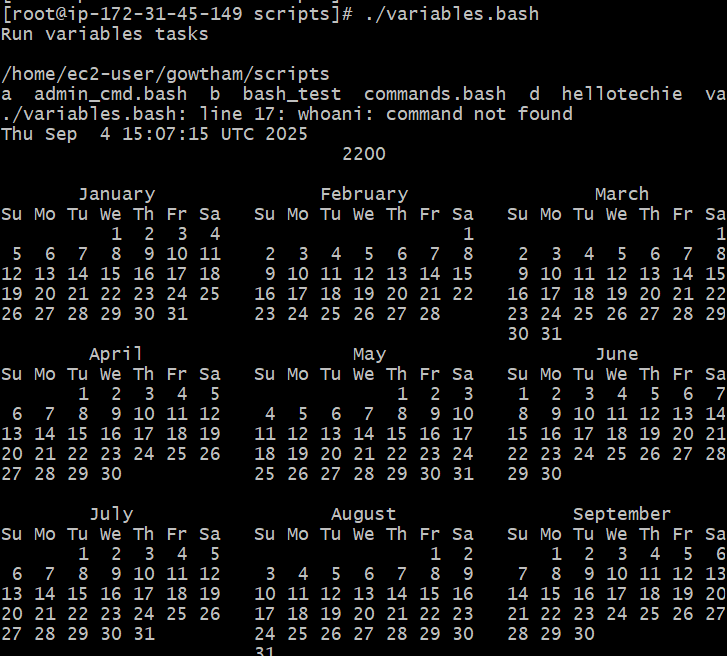 [root@ip-172-31-45-149 scripts]# ./variables.bash
Run variables tasks
/home/ec2-user/gowtham/scripts
a  admin_cmd.bash  b  bash_test  commands.bash  d  hellotechie  va
./variables.bash: line 17: whoani: command not found
Thu Sep  4 15:07:15 UTC 2025
                               2200
       January               February                 March
Su Mo Tu We Th Fr Sa   Su Mo Tu We Th Fr Sa   Su Mo Tu We Th Fr Sa
          1  2  3  4                      1                      1
 5  6  7  8  9 10 11    2  3  4  5  6  7  8    2  3  4  5  6  7  8
12 13 14 15 16 17 18    9 10 11 12 13 14 15    9 10 11 12 13 14 15
19 20 21 22 23 24 25   16 17 18 19 20 21 22   16 17 18 19 20 21 22
26 27 28 29 30 31      23 24 25 26 27 28      23 24 25 26 27 28 29
                                              30 31
        April                   May                   June
Su Mo Tu We Th Fr Sa   Su Mo Tu We Th Fr Sa   Su Mo Tu We Th Fr Sa
       1  2  3  4  5                1  2  3    1  2  3  4  5  6  7
 6  7  8  9 10 11 12    4  5  6  7  8  9 10    8  9 10 11 12 13 14
13 14 15 16 17 18 19   11 12 13 14 15 16 17   15 16 17 18 19 20 21
20 21 22 23 24 25 26   18 19 20 21 22 23 24   22 23 24 25 26 27 28
27 28 29 30            25 26 27 28 29 30 31   29 30
        July                  August                September
Su Mo Tu We Th Fr Sa   Su Mo Tu We Th Fr Sa   Su Mo Tu We Th Fr Sa
       1  2  3  4  5                   1  2       1  2  3  4  5  6
 6  7  8  9 10 11 12    3  4  5  6  7  8  9    7  8  9 10 11 12 13
13 14 15 16 17 18 19   10 11 12 13 14 15 16   14 15 16 17 18 19 20
20 21 22 23 24 25 26   17 18 19 20 21 22 23   21 22 23 24 25 26 27
27 28 29 30 31         24 25 26 27 28 29 30   28 29 30
                       31